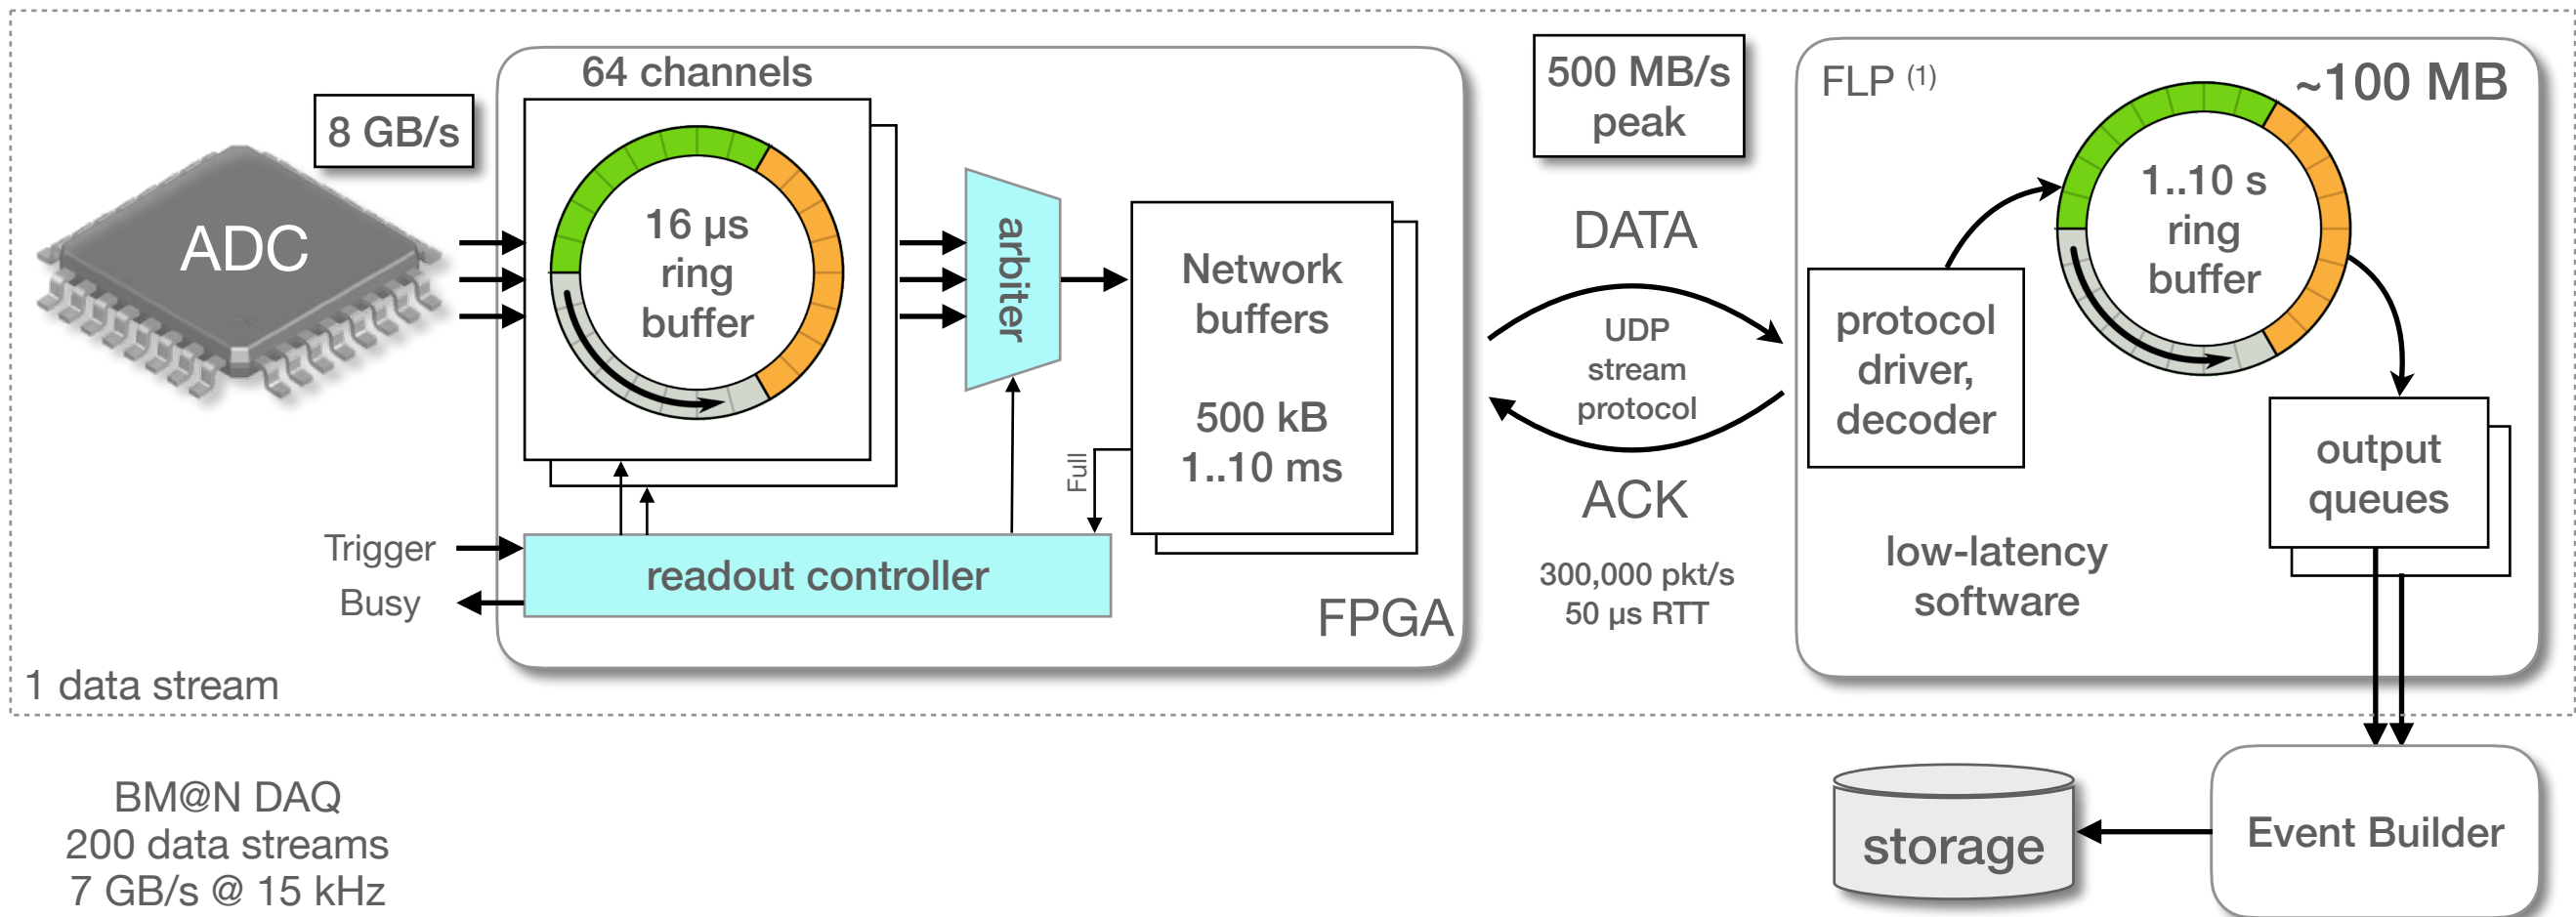 64 channels
8 GB/s
ADC
16 µs
ring
buffer
arbiter
Network
buffers
500 kB
1..10 ms
Full
Trigger
Busy
readout controller
FPGA
1 data stream
500 MB/s
peak
DATA
UDP
stream
protocol
ACK
300,000 pkt/s
50 µs RTT
FLP (1)
~100 MB
1..10 s
ring
buffer
protocol
driver,
decoder
output
queues
low-latency
software
BM@N DAQ
200 data streams
7 GB/s @ 15 kHz
storage
Event Builder